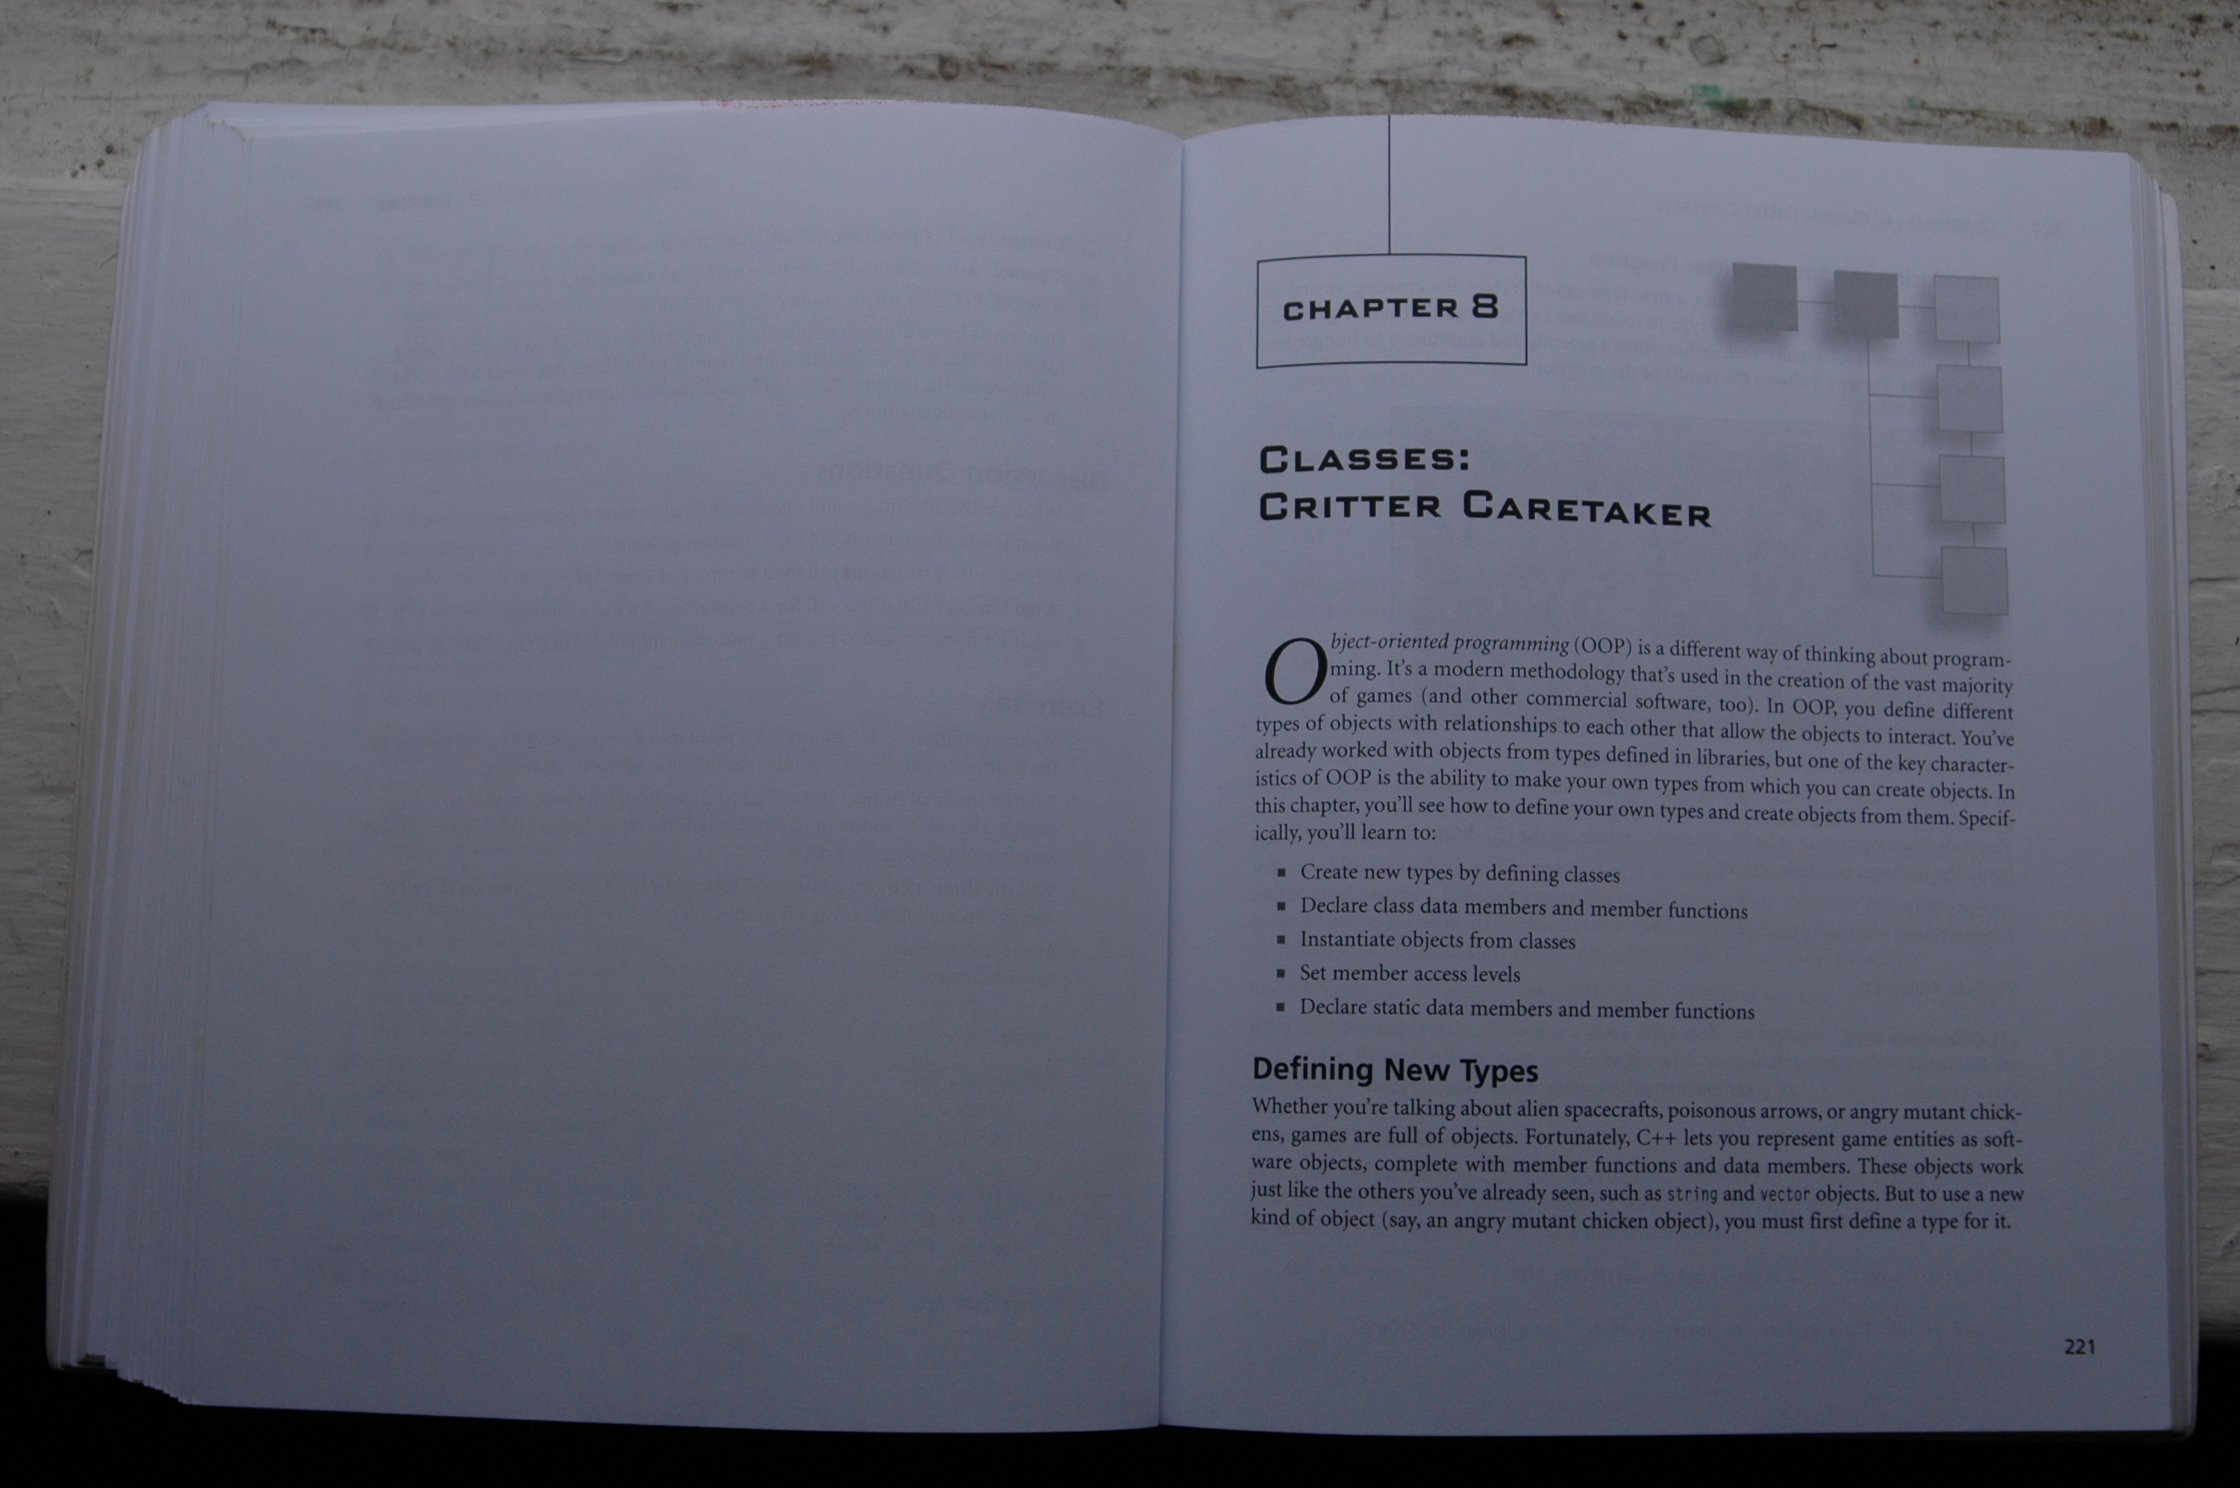 CHAPTER 8
CLASSES:
CRITTER CARETAKER
Object-oriented programming (OOP) is a different way of thinking about program-
ming. It's a modern methodology that's used in the creation of the vast majority
of games (and other commercial software, too). In OOP, you define different
types of objects with relationships to each other that allow the objects to interact. You've
already worked with objects from types defined in libraries, but one of the key character-
istics of OOP is the ability to make your own types from which you can create objects. In
this chapter, you'll see how to define your own types and create objects from them. Specif-
ically, you'll learn to:
▪ Create new types by defining classes
▪ Declare class data members and member functions
▪ Instantiate objects from classes
▪ Set member access levels
▪ Declare static data members and member functions
Defining New Types
Whether you're talking about alien spacecrafts, poisonous arrows, or angry mutant chick-
ens, games are full of objects. Fortunately, C++ lets you represent game entities as soft-
ware objects, complete with member functions and data members. These objects work
just like the others you've already seen, such as string and vector objects. But to use a new
kind of object (say, an angry mutant chicken object), you must first define a type for it.
221